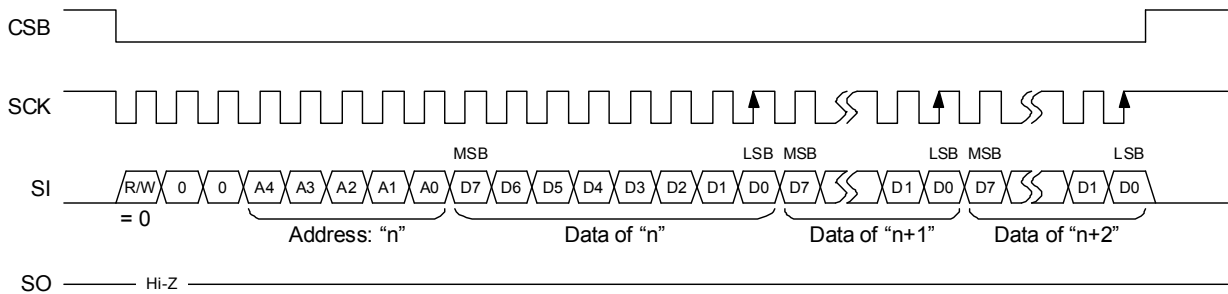 CSB
SCK
MSB LSB MSB LSB MSB LSB
SI R/W 0 0 A4 A3 A2 A1 A0 D7 D6 D5 D4 D3 D2 D1 D0 D7 D1 D0 D7 D1 D0
= 0
Address: “n” Data of “n” Data of “n+1” Data of “n+2”
SO Hi-Z